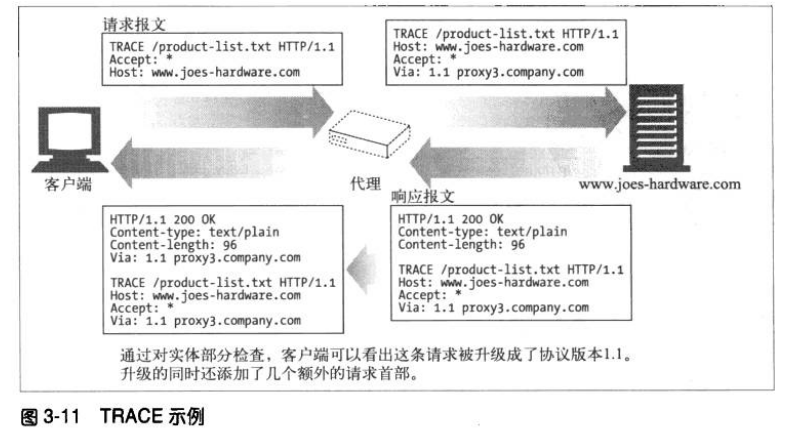 请求报文
TRACE /product-list.txt HTTP/1.1
Accept: *
Host: www.joes-hardware.com
TRACE /product-list.txt HTTP/1.1
Host: www.joes-hardware.com
Accept: *
Via: 1.1 proxy3.company.com
客户端
代理
www.joes-hardware.com
响应报文
HTTP/1.1 200 OK
Content-type: text/plain
Content-length: 96
Via: 1.1 proxy3.company.com
TRACE /product-list.txt HTTP/1.1
Host: www.joes-hardware.com
Accept: *
Via: 1.1 proxy3.company.com
HTTP/1.1 200 OK
Content-type: text/plain
Content-length: 96
TRACE /product-list.txt HTTP/1.1
Host: www.joes-hardware.com
Accept: *
Via: 1.1 proxy3.company.com
通过对实体部分检查，客户端可以看出这条请求被升级成了协议版本1.1。
升级的同时还添加了几个额外的请求首部。
图 3-11 TRACE 示例